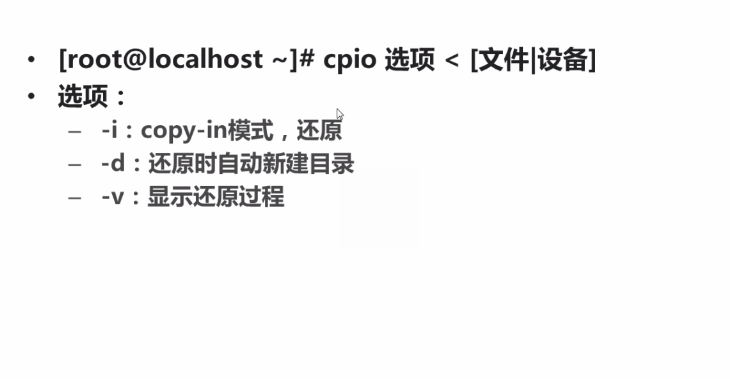 • [root@localhost ~]# cpio 选项 < [文件|设备]
• 选项：
– -i：copy-in模式，还原
– -d：还原时自动新建目录
– -v：显示还原过程